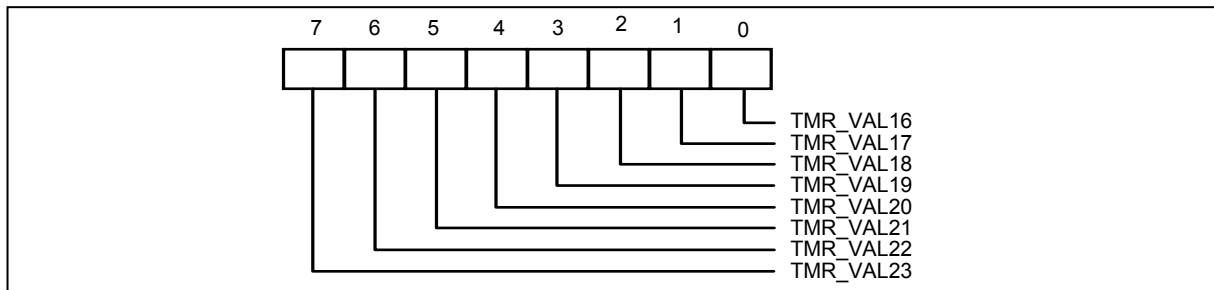 7 6 5 4 3 2 1 0
TMR_VAL16
TMR_VAL17
TMR_VAL18
TMR_VAL19
TMR_VAL20
TMR_VAL21
TMR_VAL22
TMR_VAL23